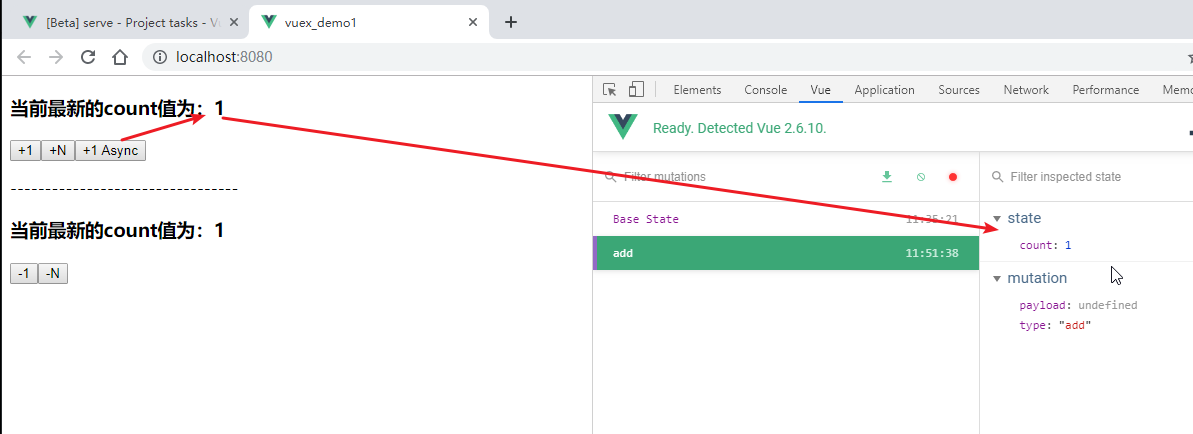 [Beta] serve - Project tasks - V
vuex_demo1
localhost:8080
当前最新的count值为：1
+1 +N +1 Async
---------------------------------
当前最新的count值为：1
-1 -N
Elements Console Vue Application Sources Network Performance Memo
Ready. Detected Vue 2.6.10.
Filter mutations
Filter inspected state
Base State 11:35:21
add 11:51:38
state
count: 1
mutation
payload: undefined
type: "add"